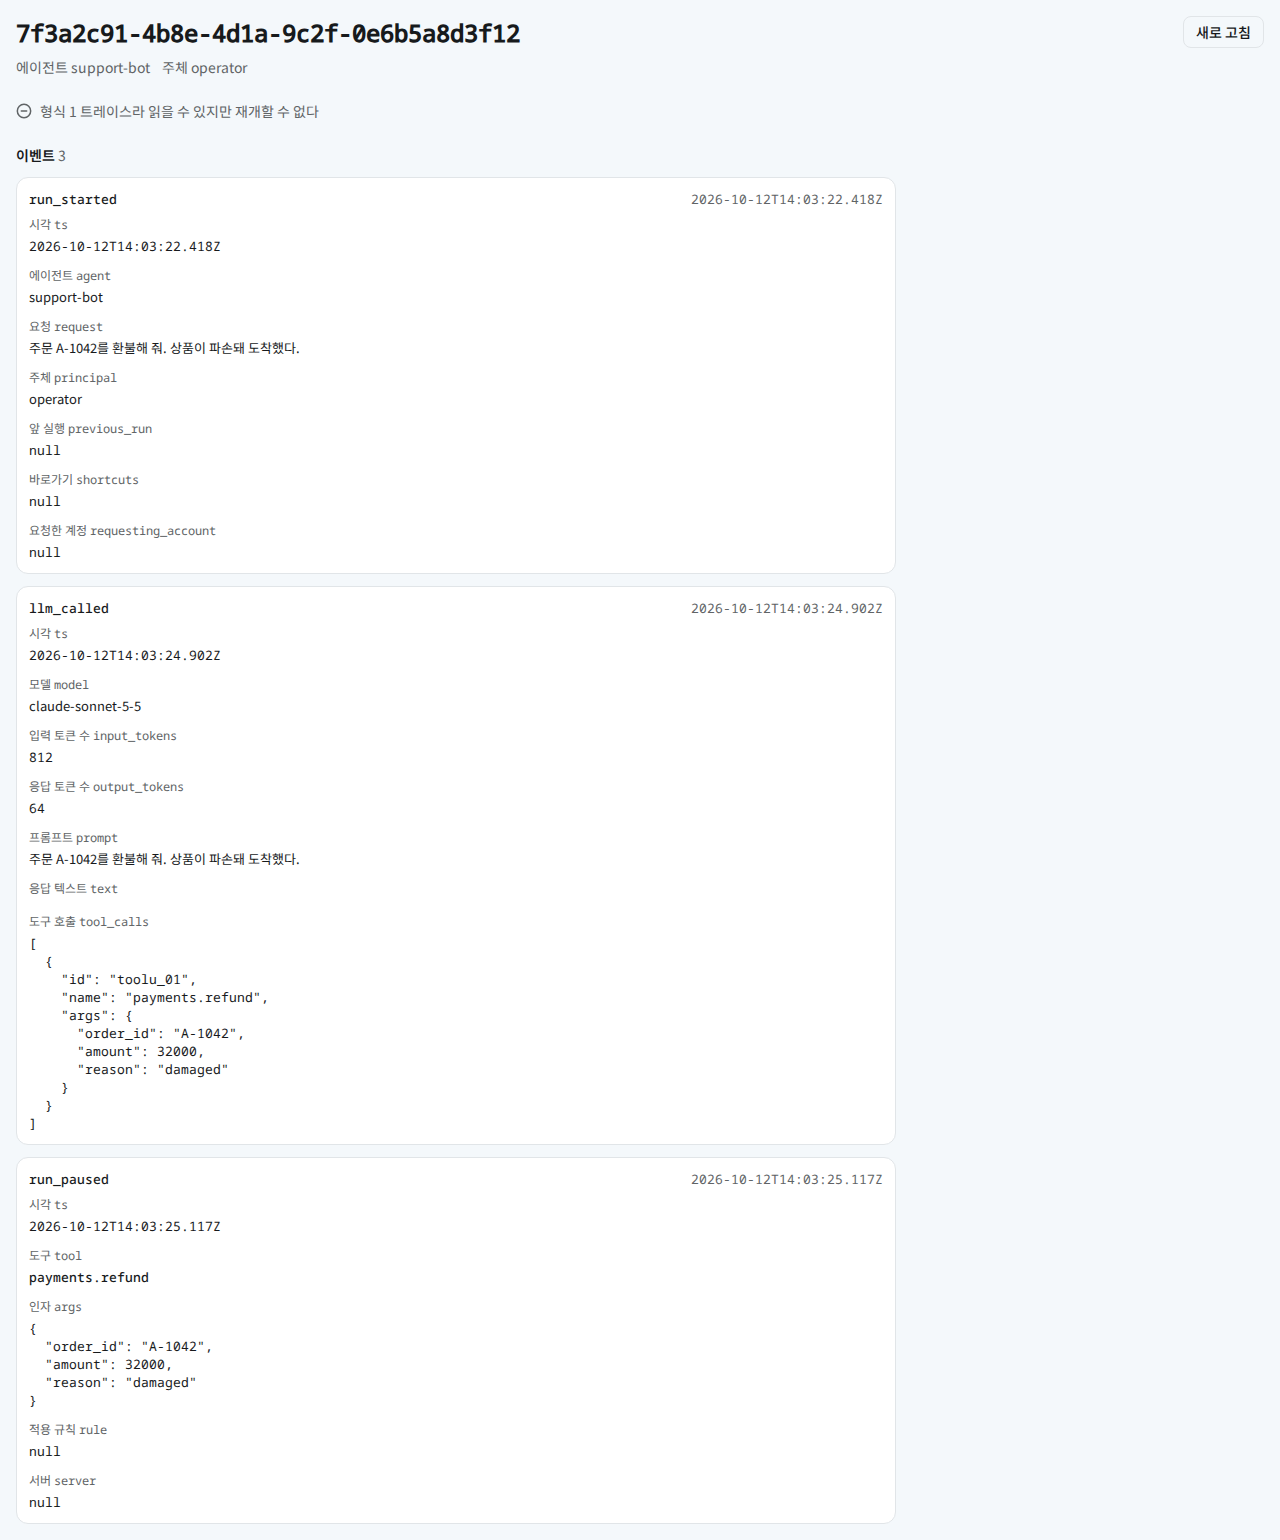 7f3a2c91-4b8e-4d1a-9c2f-0e6b5a8d3f12
새로 고침
에이전트 support-bot 주체 operator
형식 1 트레이스라 읽을 수 있지만 재개할 수 없다
이벤트 3
run_started 2026-10-12T14:03:22.418Z
시각 ts
2026-10-12T14:03:22.418Z
에이전트 agent
support-bot
요청 request
주문 A-1042를 환불해 줘. 상품이 파손돼 도착했다.
주체 principal
operator
앞 실행 previous_run
null
바로가기 shortcuts
null
요청한 계정 requesting_account
null
llm_called 2026-10-12T14:03:24.902Z
시각 ts
2026-10-12T14:03:24.902Z
모델 model
claude-sonnet-5-5
입력 토큰 수 input_tokens
812
응답 토큰 수 output_tokens
64
프롬프트 prompt
주문 A-1042를 환불해 줘. 상품이 파손돼 도착했다.
응답 텍스트 text
도구 호출 tool_calls
[
  {
    "id": "toolu_01",
    "name": "payments.refund",
    "args": {
      "order_id": "A-1042",
      "amount": 32000,
      "reason": "damaged"
    }
  }
]
run_paused 2026-10-12T14:03:25.117Z
시각 ts
2026-10-12T14:03:25.117Z
도구 tool
payments.refund
인자 args
{
  "order_id": "A-1042",
  "amount": 32000,
  "reason": "damaged"
}
적용 규칙 rule
null
서버 server
null